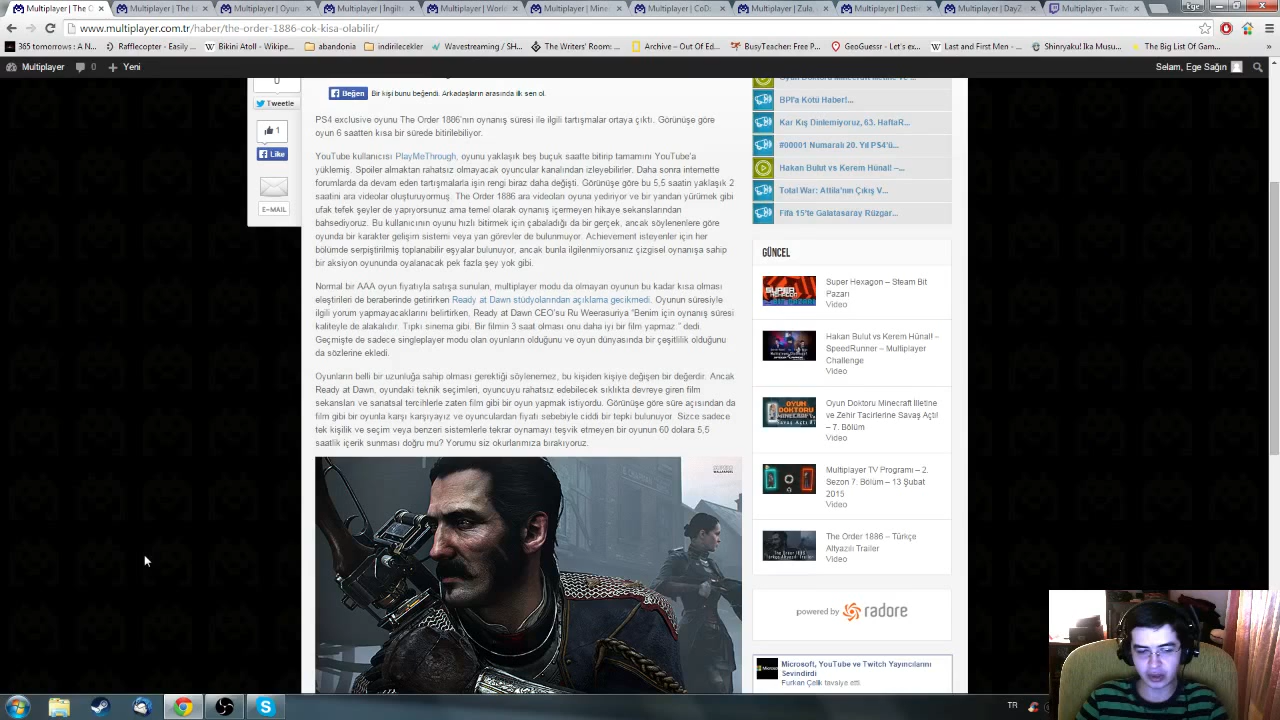 Multiplayer | The O
Multiplayer | The L
Multiplayer | Oyun
Multiplayer | İngilt
Multiplayer | World
Multiplayer | Mine
Multiplayer | CoD:
Multiplayer | Zula
Multiplayer | Destic
Multiplayer | DayZ
Multiplayer - Twitc
Ege
www.multiplayer.com.tr/haber/the-order-1886-cok-kisa-olabilir/
365 tomorrows : A N...
Rafflecopter - Easily ...
Bikini Atoll - Wikipe...
abandonia
indirilecekler
Wavestreaming / SH...
The Writers' Room: ...
Archive – Out Of Ed...
BusyTeacher: Free P...
GeoGuessr - Let's ex...
Last and First Men - ...
Shinryaku! Ika Musu...
The Big List Of Gam...
Multiplayer
0
Yeni
Selam, Ege Sağın
0
Tweetle
1
Like
E-MAIL
Beğen
Bir kişi bunu beğendi. Arkadaşların arasında ilk sen ol.
PS4 exclusive oyunu The Order 1886'nın oynanış süresi ile ilgili tartışmalar ortaya çıktı. Görünüşe göre
oyun 6 saatten kısa bir sürede bitirilebiliyor.
YouTube kullanıcısı PlayMeThrough, oyunu yaklaşık beş buçuk saatte bitirip tamamını YouTube'a
yüklemiş. Spoiler almaktan rahatsız olmayacak olanlarınız izleyebilirler. Daha sonra internette
forumlarda da devam eden tartışmalarla işin rengi biraz daha değişti. Görünüşe göre bu 5,5 saatin yaklaşık 2
saatini ara videolar oluşturuyormuş. The Order 1886 ara videoları oyuna yediriyor ve bir yandan yürümek gibi
ufak tefek şeyler de yapıyorsunuz ama temel olarak oynanış içermeyen hikaye sekanslarından
bahsediyoruz. Bu kullanıcının oyunu hızlı bitirmek için çabaladığı da bir gerçek, ancak söylenenlere göre
oyunda bir karakter gelişim sistemi veya yan görevler de bulunmuyor. Achievement isteyenler için her
bölümde serpiştirilmiş toplanabilir eşyalar bulunuyor, ancak bunla ilgilenmiyorsanız çizgisel oynanışa sahip
bir aksiyon oyununda oyalanacak pek fazla şey yok gibi.
Normal bir AAA oyun fiyatıyla satışa sunulan, multiplayer modu da olmayan oyunun bu kadar kısa olması
eleştirileri de beraberinde getirirken Ready at Dawn stüdyolarından açıklama gecikmedi. Oyunun süresiyle
ilgili yorum yapmayacaklarını belirtirken, Ready at Dawn CEO'su Ru Weerasuriya "Benim için oynanış süresi
kaliteyle de alakalıdır. Tıpkı sinema gibi. Bir filmin 3 saat olması onu daha iyi bir film yapmaz." dedi.
Geçmişte de sadece singleplayer modu olan oyunların olduğunu ve oyun dünyasında bir çeşitlilik olduğunu
da sözlerine ekledi.
Oyunların belli bir uzunluğa sahip olması gerektiği söylenemez, bu kişiden kişiye değişen bir değerdir. Ancak
Ready at Dawn, oyundaki teknik seçimleri, oyuncuyu rahatsız edebilecek sıklıkta devreye giren film
sekansları ve sanatsal tercihlerle zaten film gibi bir oyun yapmak istiyordu. Görünüşe göre süre açısından da
film gibi bir oyunla karşı karşıyayız ve oyunculardan fiyatı sebebiyle ciddi bir tepki bulunuyor. Sizce sadece
tek kişilik ve seçim veya benzeri sistemlerle tekrar oynamayı teşvik etmeyen bir oyunun 60 dolara 5,5
saatlik içerik sunması doğru mu? Yorumu siz okurlarımıza bırakıyoruz.
Oyun Doktoru Minecraft İlletine Ve ...
BPI'a Kötü Haber!...
Kar Kış Dinlemiyoruz, 63. HaftaR...
#00001 Numaralı 20. Yıl PS4'ü...
Hakan Bulut vs Kerem Hünal! –...
Total War: Attila'nın Çıkış V...
Fifa 15'te Galatasaray Rüzgar...
GÜNCEL
Super Hexagon – Steam Bit
Pazarı
Video
Hakan Bulut vs Kerem Hünal! –
SpeedRunner – Multiplayer
Challenge
Video
Oyun Doktoru Minecraft İlletine
ve Zehir Tacirlerine Savaş Açtı!
– 7. Bölüm
Video
Multiplayer TV Programı – 2.
Sezon 7. Bölüm – 13 Şubat
2015
Video
The Order 1886 – Türkçe
Altyazılı Trailer
Video
powered by radore
Microsoft, YouTube ve Twitch Yayıncılarını
Sevindirdi
Furkan Çelik tavsiye etti.
TR